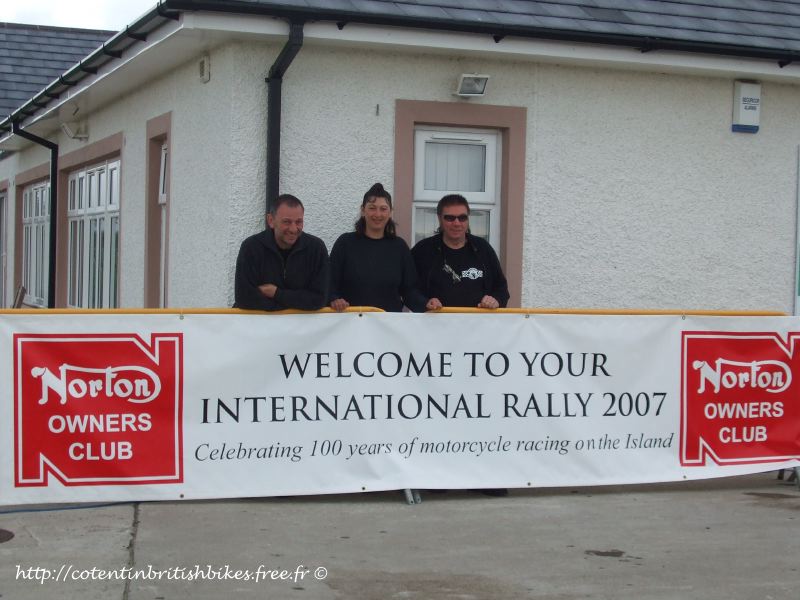 Norton
OWNERS
CLUB
WELCOME TO YOUR
INTERNATIONAL RALLY 2007
Celebrating 100 years of motorcycle racing on the Island
Norton
OWNERS
CLUB
http://cotentinbritishbikes.free.fr ©